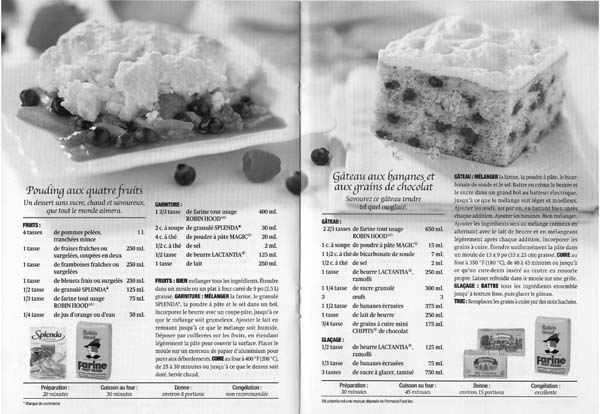 Pouding aux quatre fruits
Un dessert sans sucre, chaud et savoureux,
que tout le monde aimera.
FRUITS :
4 tasses de pommes pelées, 1 L
tranchées mince
1 tasse de fraises fraîches ou 250 mL
surgelées, coupées en deux
1 tasse de framboises fraîches ou 250 mL
surgelées
1 tasse de bleuets frais ou surgelés 250 mL
1/2 tasse de granulé SPLENDA® 125 mL
1/3 tasse de farine tout usage 75 mL
ROBIN HOOD
1/4 tasse de jus d'orange ou d'eau 50 mL
Splenda
Robin Hood
Farine
GARNITURE :
1 2/3 tasse de farine tout usage 400 mL
ROBIN HOOD
2 c. à soupe de granulé SPLENDA® 30 mL
4 c. à thé de poudre à pâte MAGIC 20 mL
1/2 c. à thé de sel 2 mL
1/2 tasse de beurre LACTANTIA 125 mL
1 tasse de lait 250 mL
FRUITS : BIEN mélanger tous les ingrédients. Étendre
dans un moule ou un plat à four carré de 9 po (2,5 L)
graissé. GARNITURE : MÉLANGER la farine, le granulé
SPLENDA®, la poudre à pâte et le sel dans un bol.
Incorporer le beurre avec un coupe-pâte, jusqu'à ce
que le mélange soit grumeleux. Ajouter le lait en
remuant jusqu'à ce que le mélange soit humide.
Déposer par cuillerées sur les fruits, en étendant
légèrement la pâte pour couvrir la surface. Placer le
moule sur un morceau de papier d'aluminium pour
parer aux débordements. CUIRE au four à 400 °F (200 °C),
de 25 à 30 minutes ou jusqu'à ce que le dessus soit
doré. Servir chaud.
Préparation : Cuisson au four : Donne : Congélation :
20 minutes 30 minutes environ 8 portions non recommandée
*Marque de commerce
Gâteau aux bananes et
aux grains de chocolat
Savourez ce gâteau tendre
tel quel ou glacé.
GÂTEAU :
2 2/3 tasses de farine tout usage 650 mL
ROBIN HOOD
1 c. à soupe de poudre à pâte MAGIC 15 mL
1 1/2 c. à thé de bicarbonate de soude 7 mL
1/2 c. à thé de sel 2 mL
1 tasse de beurre LACTANTIA, 250 mL
ramolli
1 1/4 tasse de sucre granulé 300 mL
3 œufs 3
1 1/2 tasse de bananes écrasées 375 mL
1 tasse de lait de beurre 250 mL
3/4 tasse de grains à cuire mini 175 mL
CHIPITS de chocolat
GLAÇAGE :
1/2 tasse de beurre LACTANTIA, 125 mL
ramolli
1/3 tasse de bananes écrasées 75 mL
3 tasses de sucre à glacer, tamisé 750 mL
GÂTEAU : MÉLANGER la farine, la poudre à pâte, le bicar-
bonate de soude et le sel. Battre en crème le beurre et
le sucre dans un grand bol au batteur électrique,
jusqu'à ce que le mélange soit léger et moelleux.
Ajouter les œufs, un par un, en battant bien après
chaque addition. Ajouter les bananes. Bien mélanger.
Ajouter les ingrédients secs au mélange crémeux en
alternant avec le lait de beurre et en mélangeant
légèrement après chaque addition. Incorporer les
grains à cuire. Étendre uniformément la pâte dans
un moule de 13 x 9 po (33 x 23 cm) graissé. CUIRE au
four à 350 °F (180 °C), de 40 à 45 minutes ou jusqu'à
ce qu'un cure-dents inséré au centre en ressorte
propre. Laisser refroidir dans le moule sur une grille.
GLAÇAGE : BATTRE tous les ingrédients ensemble
jusqu'à texture lisse, puis glacer le gâteau.
TRUC : Remplacer les grains à cuire par des noix hachées.
Robin Hood
Farine
Préparation : Cuisson au four : Donne : Congélation :
30 minutes 45 minutes environ 15 portions excellente
®Lactantia est une marque déposée de Parmalat Food Inc.